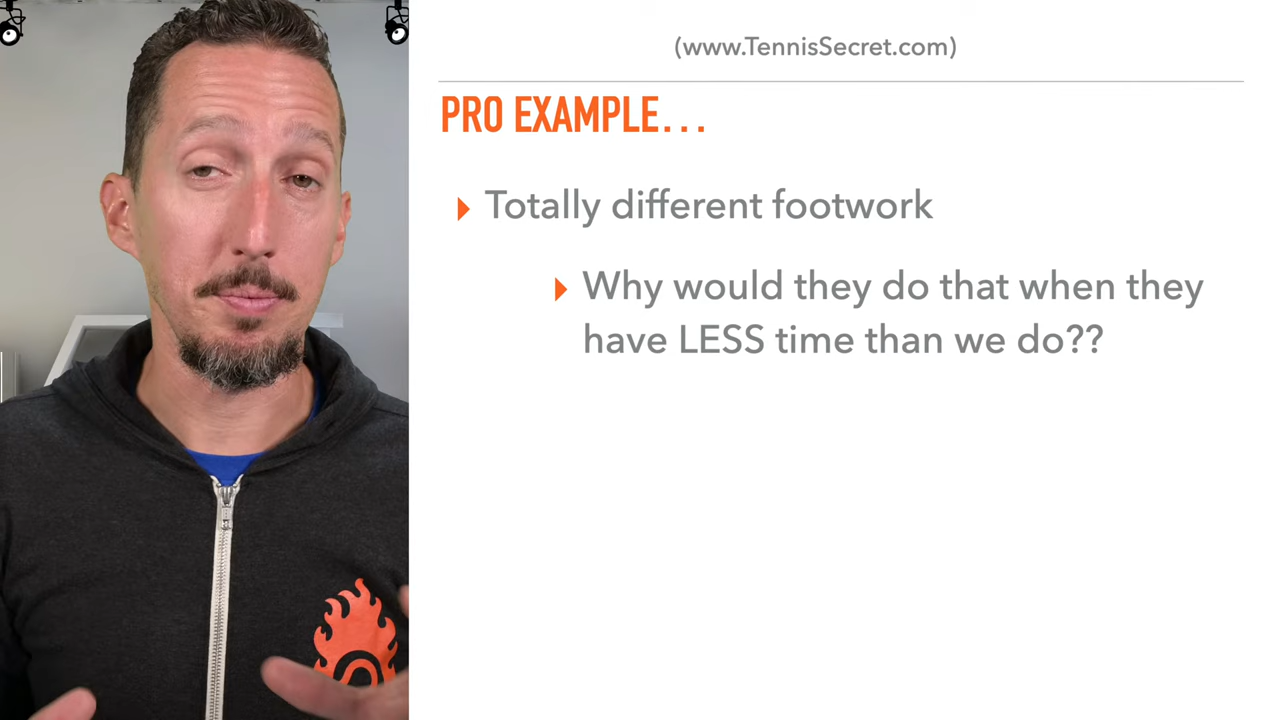 (www.TennisSecret.com)
PRO EXAMPLE...
Totally different footwork
Why would they do that when they
have LESS time than we do??